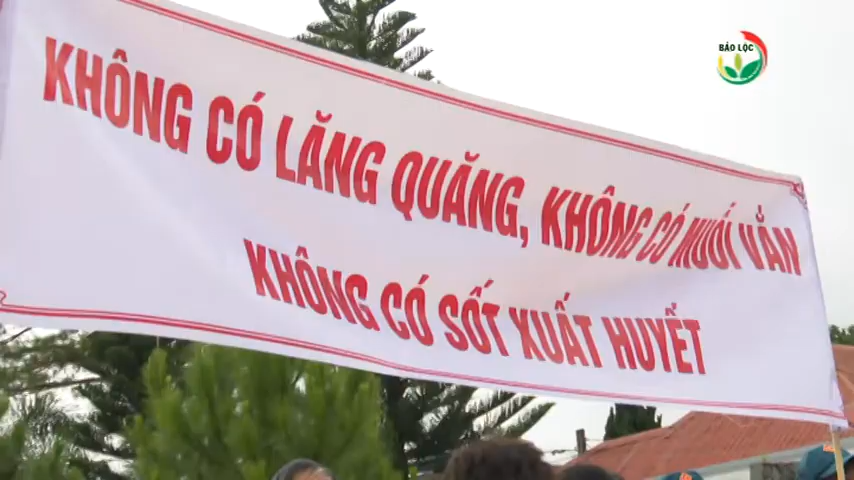 BẢO LỘC
KHÔNG CÓ LĂNG QUĂNG, KHÔNG CÓ MUỖI VẰN
KHÔNG CÓ SỐT XUẤT HUYẾT